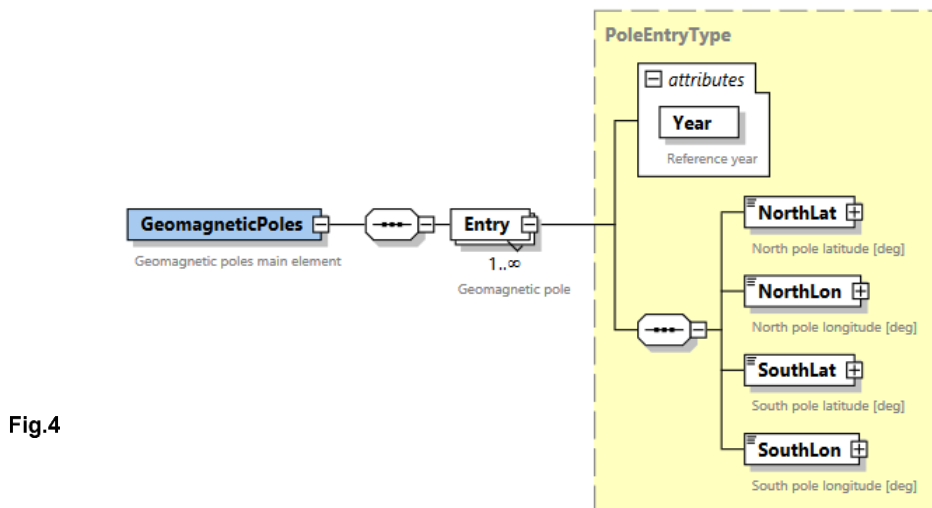 PoleEntryType
attributes
Year
Reference year
GeomagneticPoles
Geomagnetic poles main element
Entry
1..∞
Geomagnetic pole
NorthLat
North pole latitude [deg]
NorthLon
North pole longitude [deg]
SouthLat
South pole latitude [deg]
SouthLon
South pole longitude [deg]
Fig.4